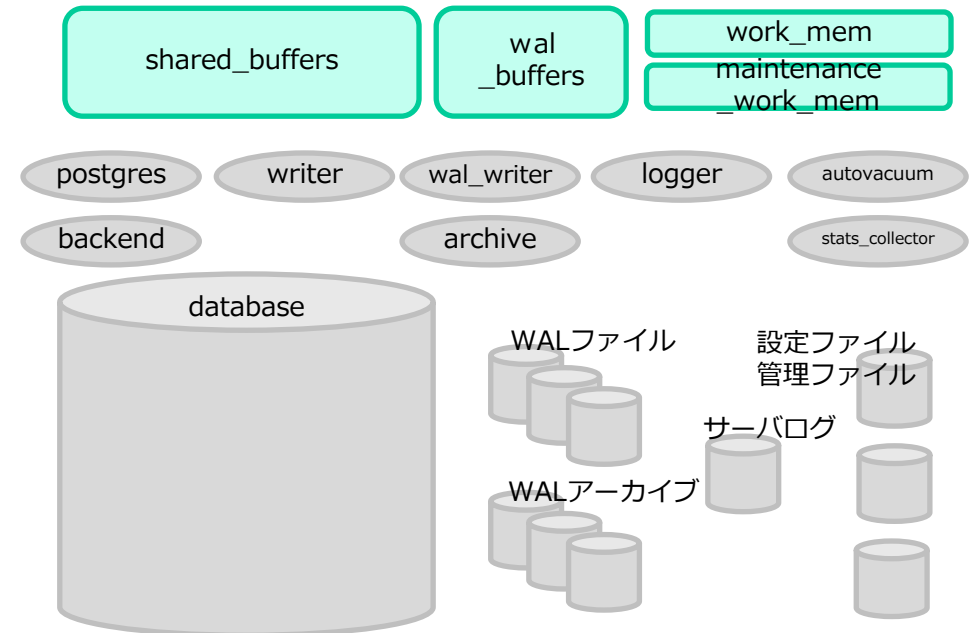 shared_buffers
wal
_buffers
work_mem
maintenance
_work_mem
postgres
writer
wal_writer
logger
autovacuum
backend
archive
stats_collector
database
WALファイル
設定ファイル
管理ファイル
サーバログ
WALアーカイブ